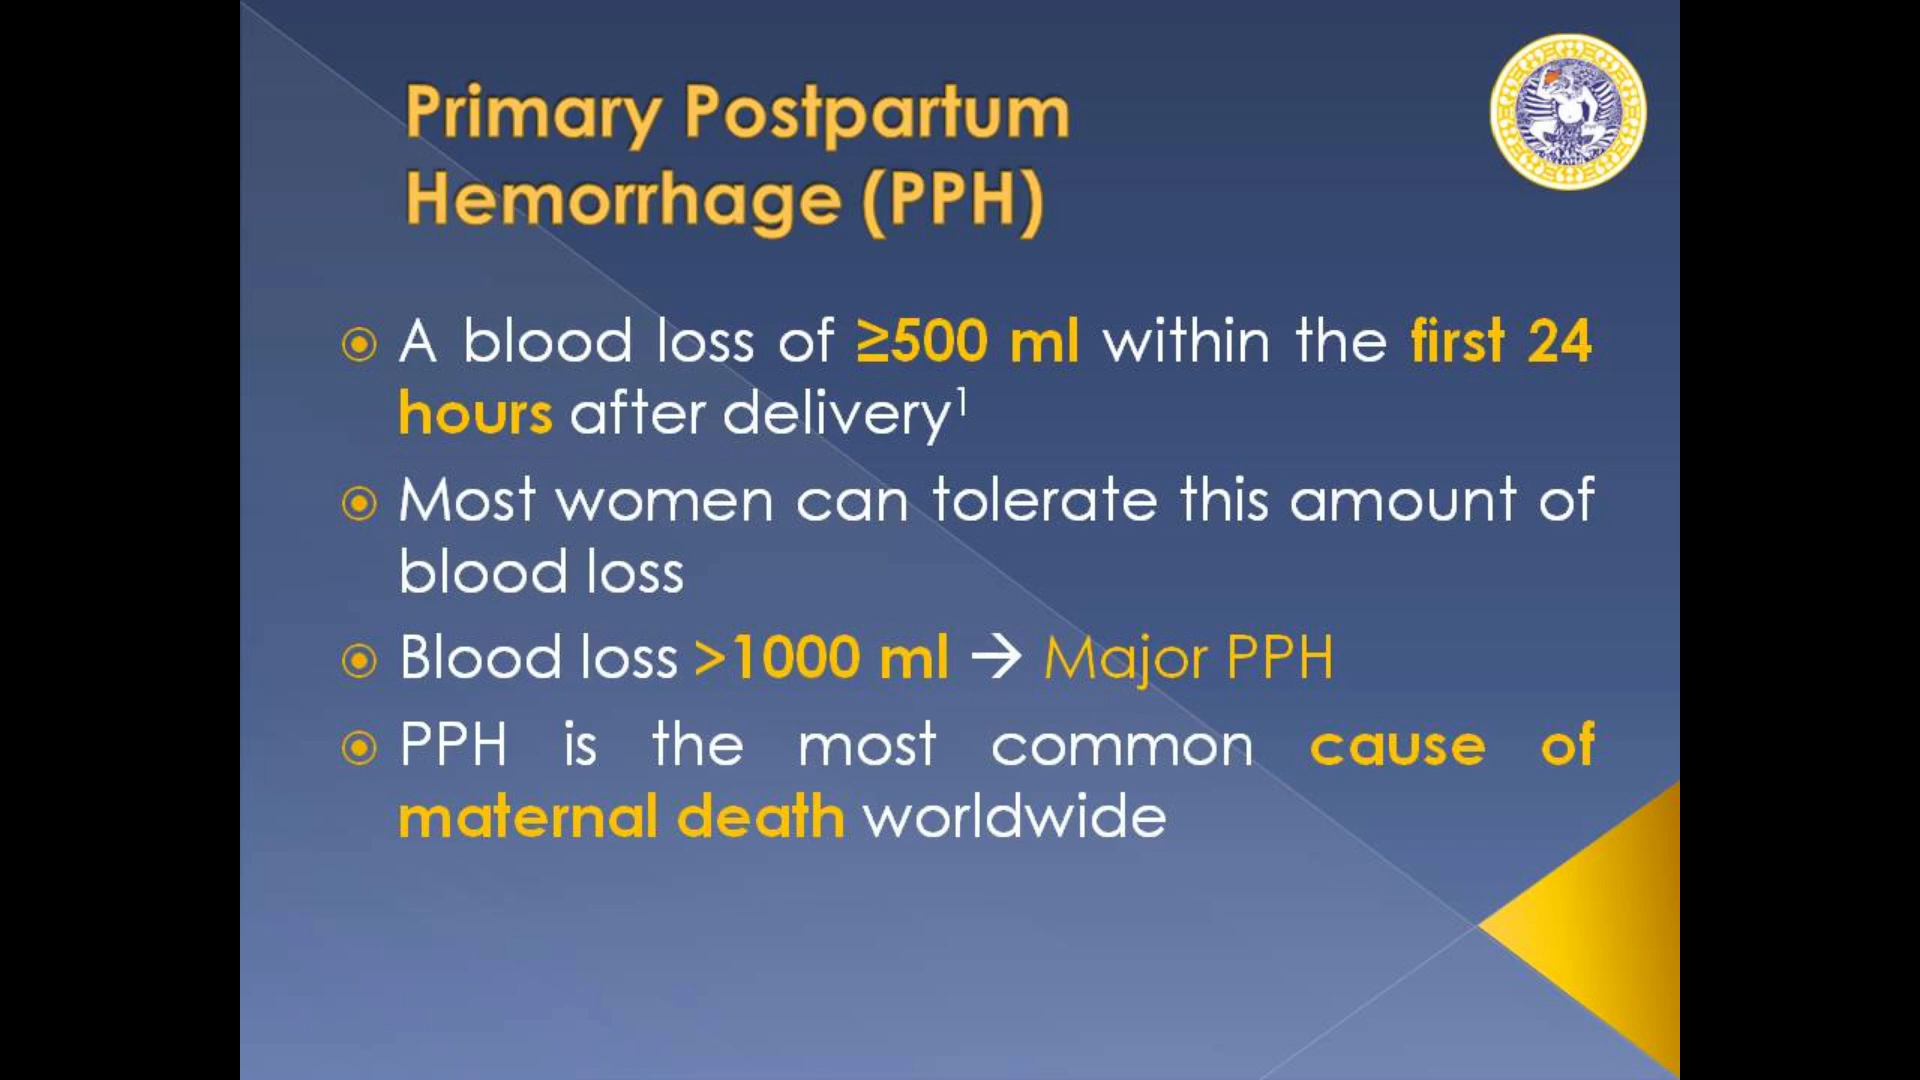 Primary Postpartum
Hemorrhage (PPH)
A blood loss of ≥500 ml within the first 24
hours after delivery¹
Most women can tolerate this amount of
blood loss
Blood loss >1000 ml → Major PPH
PPH is the most common cause of
maternal death worldwide